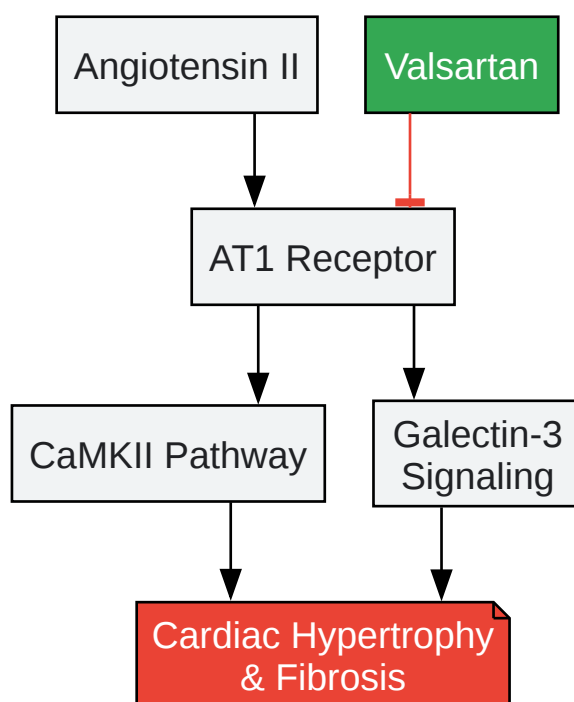 Angiotensin II
Valsartan
AT1 Receptor
CaMKII Pathway
Galectin-3
Signaling
Cardiac Hypertrophy
& Fibrosis